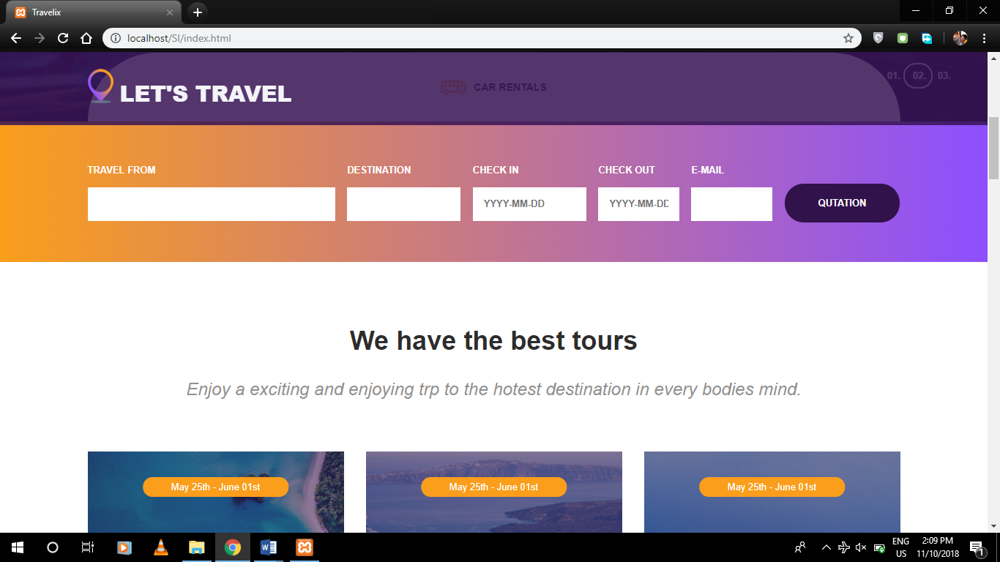 Travelix
localhost/SI/index.html
LET'S TRAVEL
CAR RENTALS
01. 02. 03.
TRAVEL FROM DESTINATION CHECK IN CHECK OUT E-MAIL
YYYY-MM-DD YYYY-MM-DD QUTATION
We have the best tours
Enjoy a exciting and enjoying trp to the hotest destination in every bodies mind.
May 25th - June 01st May 25th - June 01st May 25th - June 01st
ENG 2:09 PM
US 11/10/2018 1